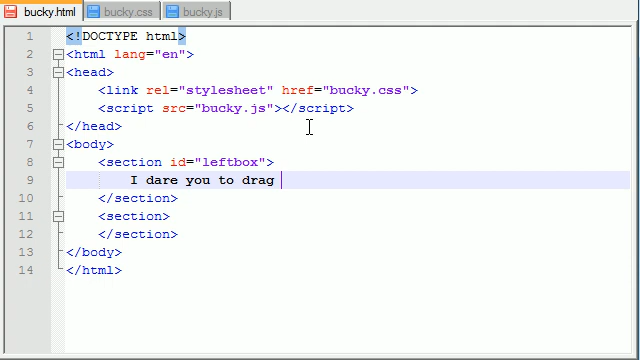 bucky.html bucky.css bucky.js
1 <!DOCTYPE html>
2 <html lang="en">
3 <head>
4 <link rel="stylesheet" href="bucky.css">
5 <script src="bucky.js"></script>
6 </head>
7 <body>
8 <section id="leftbox">
9 I dare you to drag
10 </section>
11 <section>
12 </section>
13 </body>
14 </html>